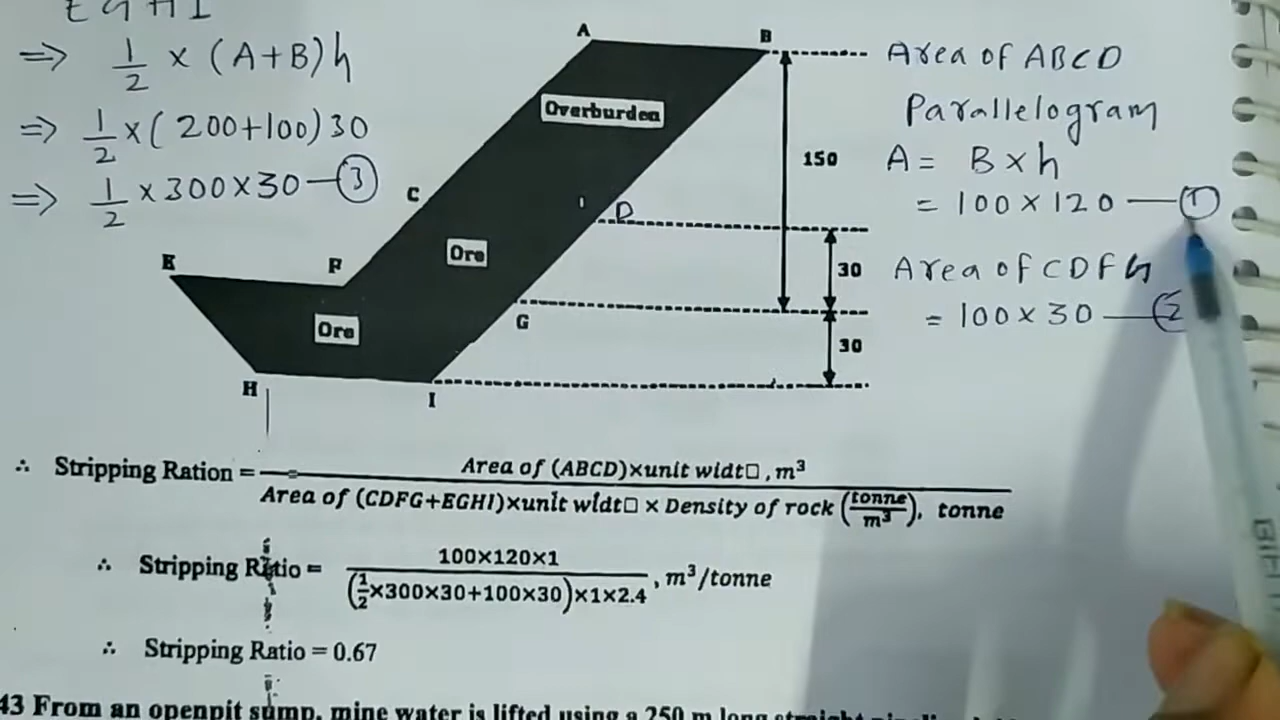 EGHI
⇒ 1/2 × (A+B)h
⇒ 1/2 × (200+100)30
⇒ 1/2 × 300×30 — ③
A
B
Overburden
C
D
150
Ore
E
F
30
Ore
G
30
H
I
Area of ABCD
Parallelogram
A = B×h
= 100×120 — ①
Area of CDFG
= 100×30 — ②
∴ Stripping Ration = Area of (ABCD)×unit widt□ , m³
Area of (CDFG+EGHI)×unit widt□ × Density of rock (tonne/m³), tonne
∴ Stripping Ratio = 100×120×1
(1/2×300×30+100×30)×1×2.4 , m³/tonne
∴ Stripping Ratio = 0.67
43 From an openpit sump, mine water is lifted using a 250 m long straight